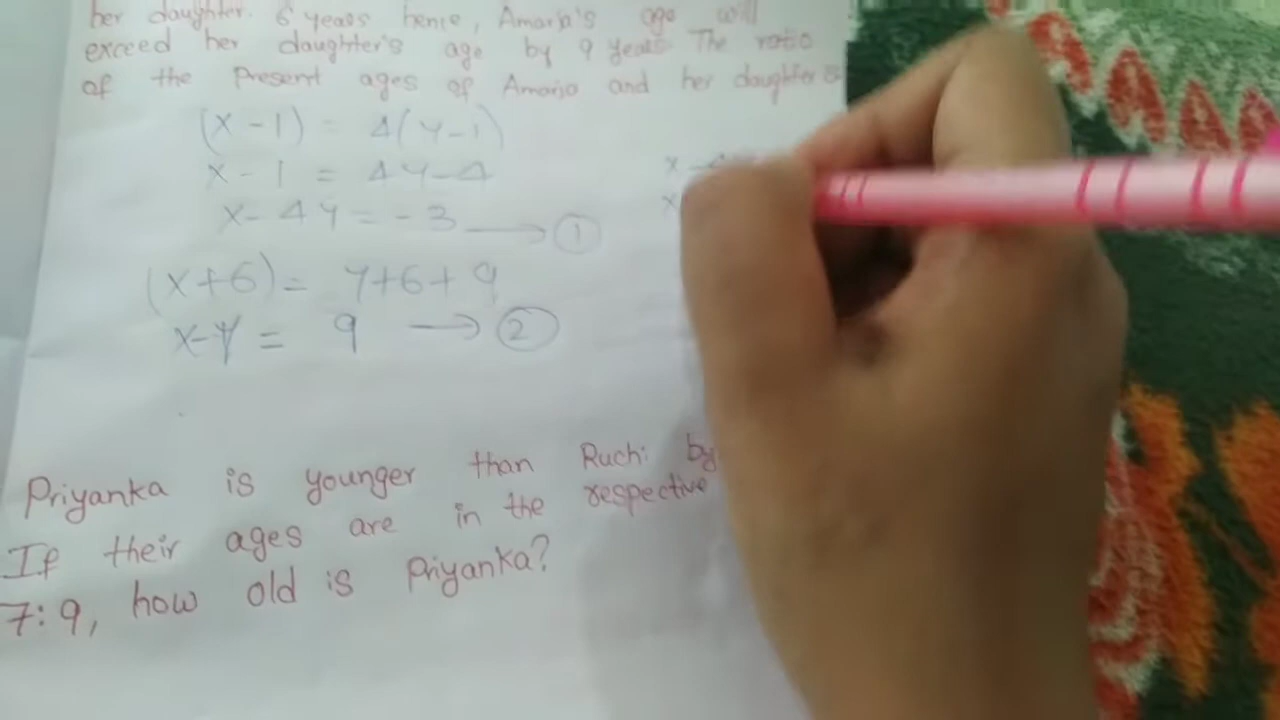 her daughter. 6 years hence, Amarja's age will
exceed her daughter's age by 9 years. The ratio
of the Present ages of Amarja and her daughter is
(x-1) = 4(y-1)
x-1 = 4y-4
x-4y = -3 → ①
(x+6) = y+6+9
x-y = 9 → ②
x
x
Priyanka is younger than Ruchi by
If their ages are in the respective
7:9, how old is Priyanka?